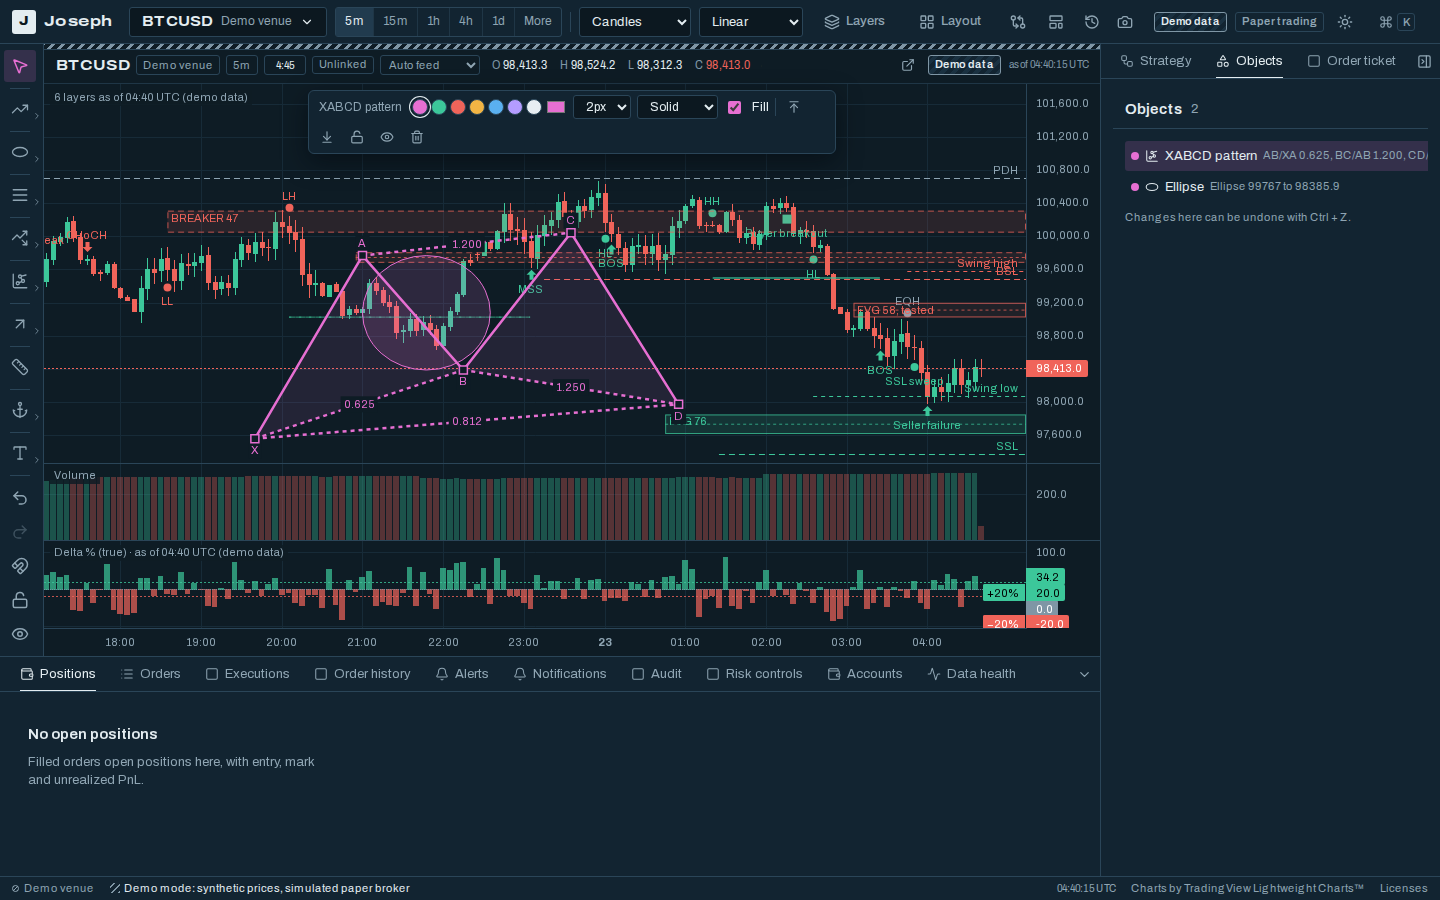 J Joseph BTCUSD Demo venue 5m 15m 1h 4h 1d More Candles Linear Layers Layout Demo data Paper trading ⌘ K
BTCUSD Demo venue 5m 4:45 Unlinked Auto feed O 98,413.3 H 98,524.2 L 98,312.3 C 98,413.0 Demo data as of 04:40:15 UTC
Strategy Objects Order ticket
6 layers as of 04:40 UTC (demo data)
XABCD pattern 2px Solid Fill
Objects 2
XABCD pattern AB/XA 0.625, BC/AB 1.200, CD/
Ellipse Ellipse 99767 to 98385.9
Changes here can be undone with Ctrl + Z.
101,600.0
101,200.0
PDH 100,800.0
LH HH
100,400.0
BREAKER 47 C
100,000.0
A 1.200 HL
BOS Swing high
BSL
99,600.0
LL MSS HL
EQH
99,200.0
FVG 58, tested
98,800.0
BOS 98,413.0
B 1.250 SSL sweep Swing low
0.625 98,000.0
X 0.812 D 76 Seller failure
97,600.0
SSL
Volume
200.0
Delta % (true) · as of 04:40 UTC (demo data) 100.0
34.2
+20% 20.0
0.0
−20% -20.0
18:00 19:00 20:00 21:00 22:00 23:00 23 01:00 02:00 03:00 04:00
Positions Orders Executions Order history Alerts Notifications Audit Risk controls Accounts Data health
No open positions
Filled orders open positions here, with entry, mark
and unrealized PnL.
Demo venue Demo mode: synthetic prices, simulated paper broker 04:40:15 UTC Charts by TradingView Lightweight Charts™ Licenses